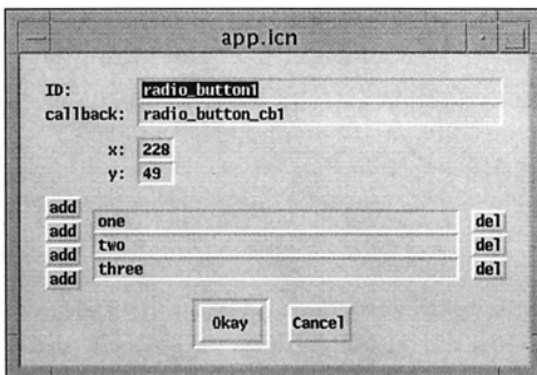 app.icn
ID: radio_button1
callback: radio_button_cb1
x: 228
y: 49
add
one del
add
two del
add
three del
add
Okay Cancel